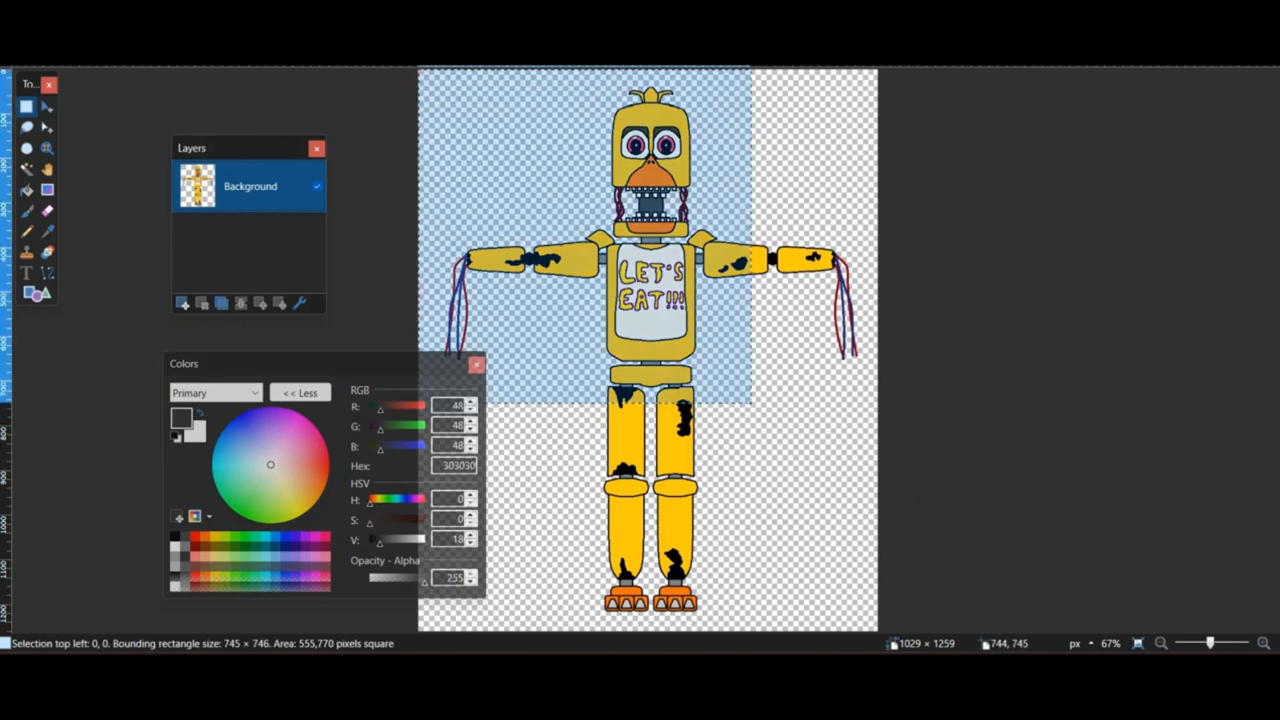 To...
Layers
Background
LET'S
EAT!!!
Colors
Primary
<< Less
RGB
R: 48
G: 48
B: 48
Hex: 303030
HSV
H: 0
S: 0
V: 18
Opacity - Alpha
255
Selection top left: 0, 0. Bounding rectangle size: 745 × 746. Area: 555,770 pixels square
1029 × 1259
744, 745
px
67%